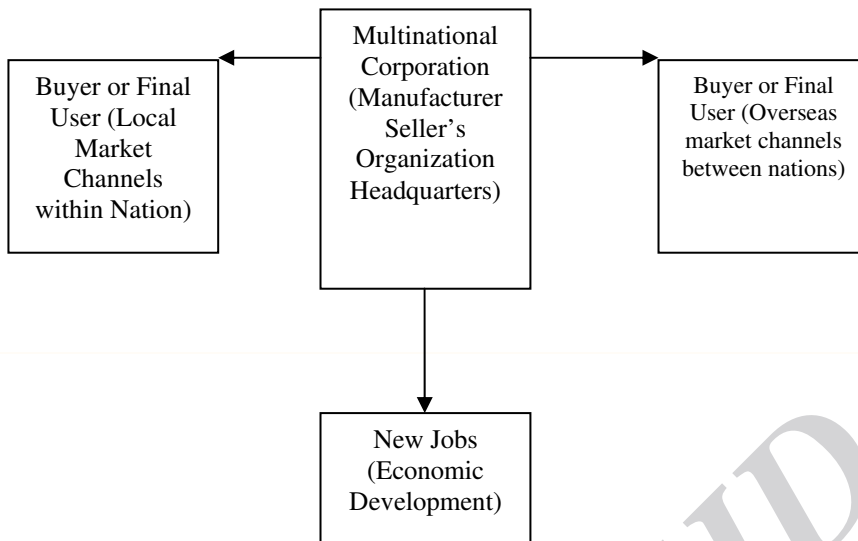 Multinational
Corporation
(Manufacturer
Seller’s
Organization
Headquarters)
Buyer or Final
User (Local
Market
Channels
within Nation)
Buyer or Final
User (Overseas
market channels
between nations)
New Jobs
(Economic
Development)